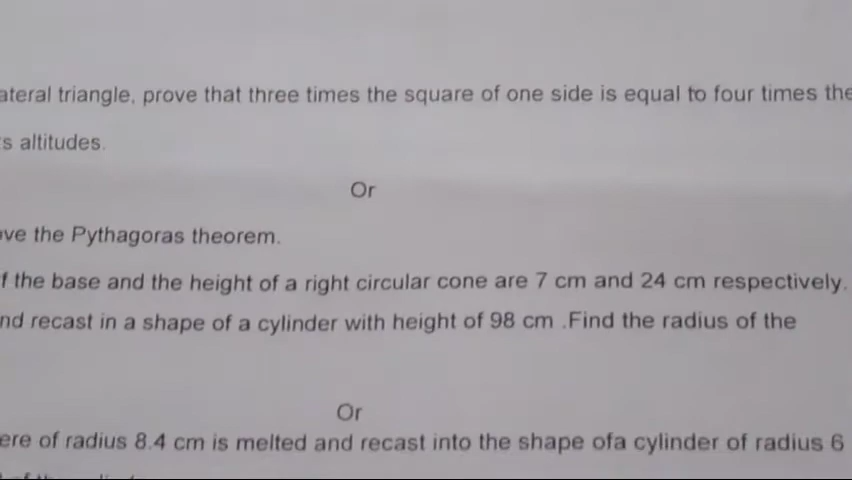 ateral triangle, prove that three times the square of one side is equal to four times the
s altitudes.
Or
ve the Pythagoras theorem.
f the base and the height of a right circular cone are 7 cm and 24 cm respectively.
nd recast in a shape of a cylinder with height of 98 cm .Find the radius of the
Or
ere of radius 8.4 cm is melted and recast into the shape ofa cylinder of radius 6